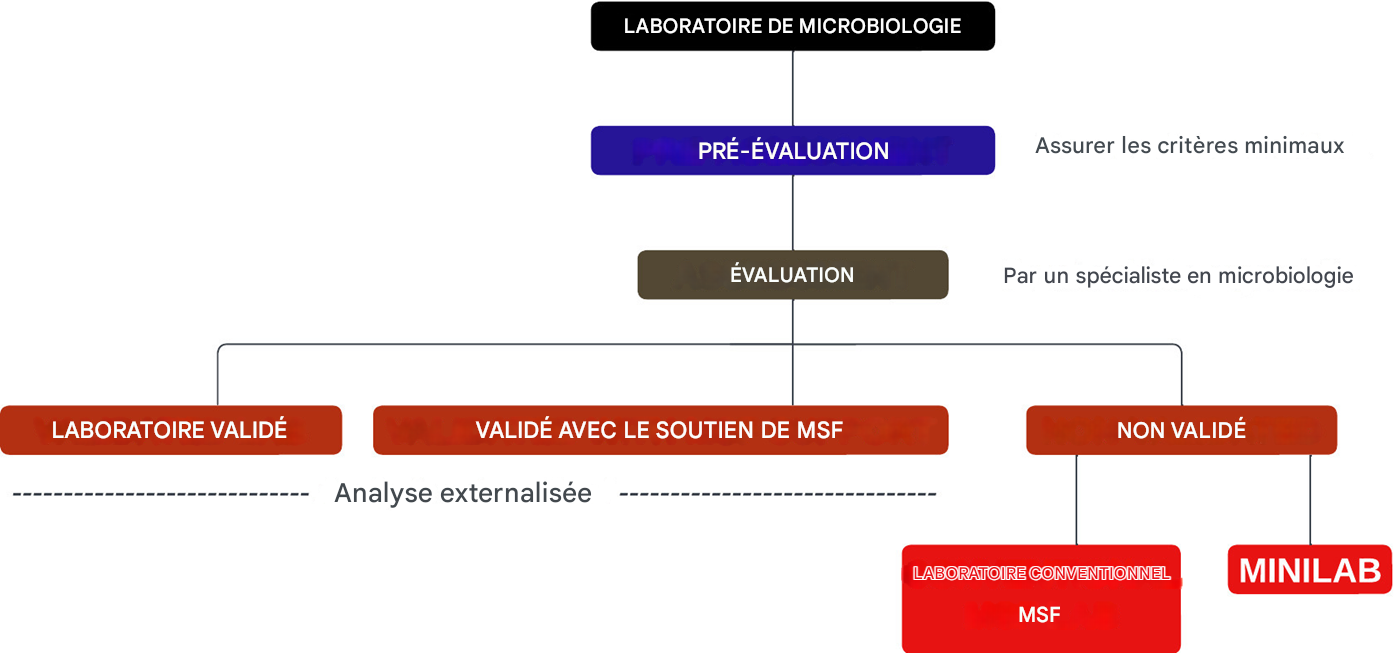 LABORATOIRE DE MICROBIOLOGIE
PRÉ-ÉVALUATION
Assurer les critères minimaux
ÉVALUATION
Par un spécialiste en microbiologie
LABORATOIRE VALIDÉ
VALIDÉ AVEC LE SOUTIEN DE MSF
NON VALIDÉ
Analyse externalisée
LABORATOIRE CONVENTIONNEL
MSF
MINILAB